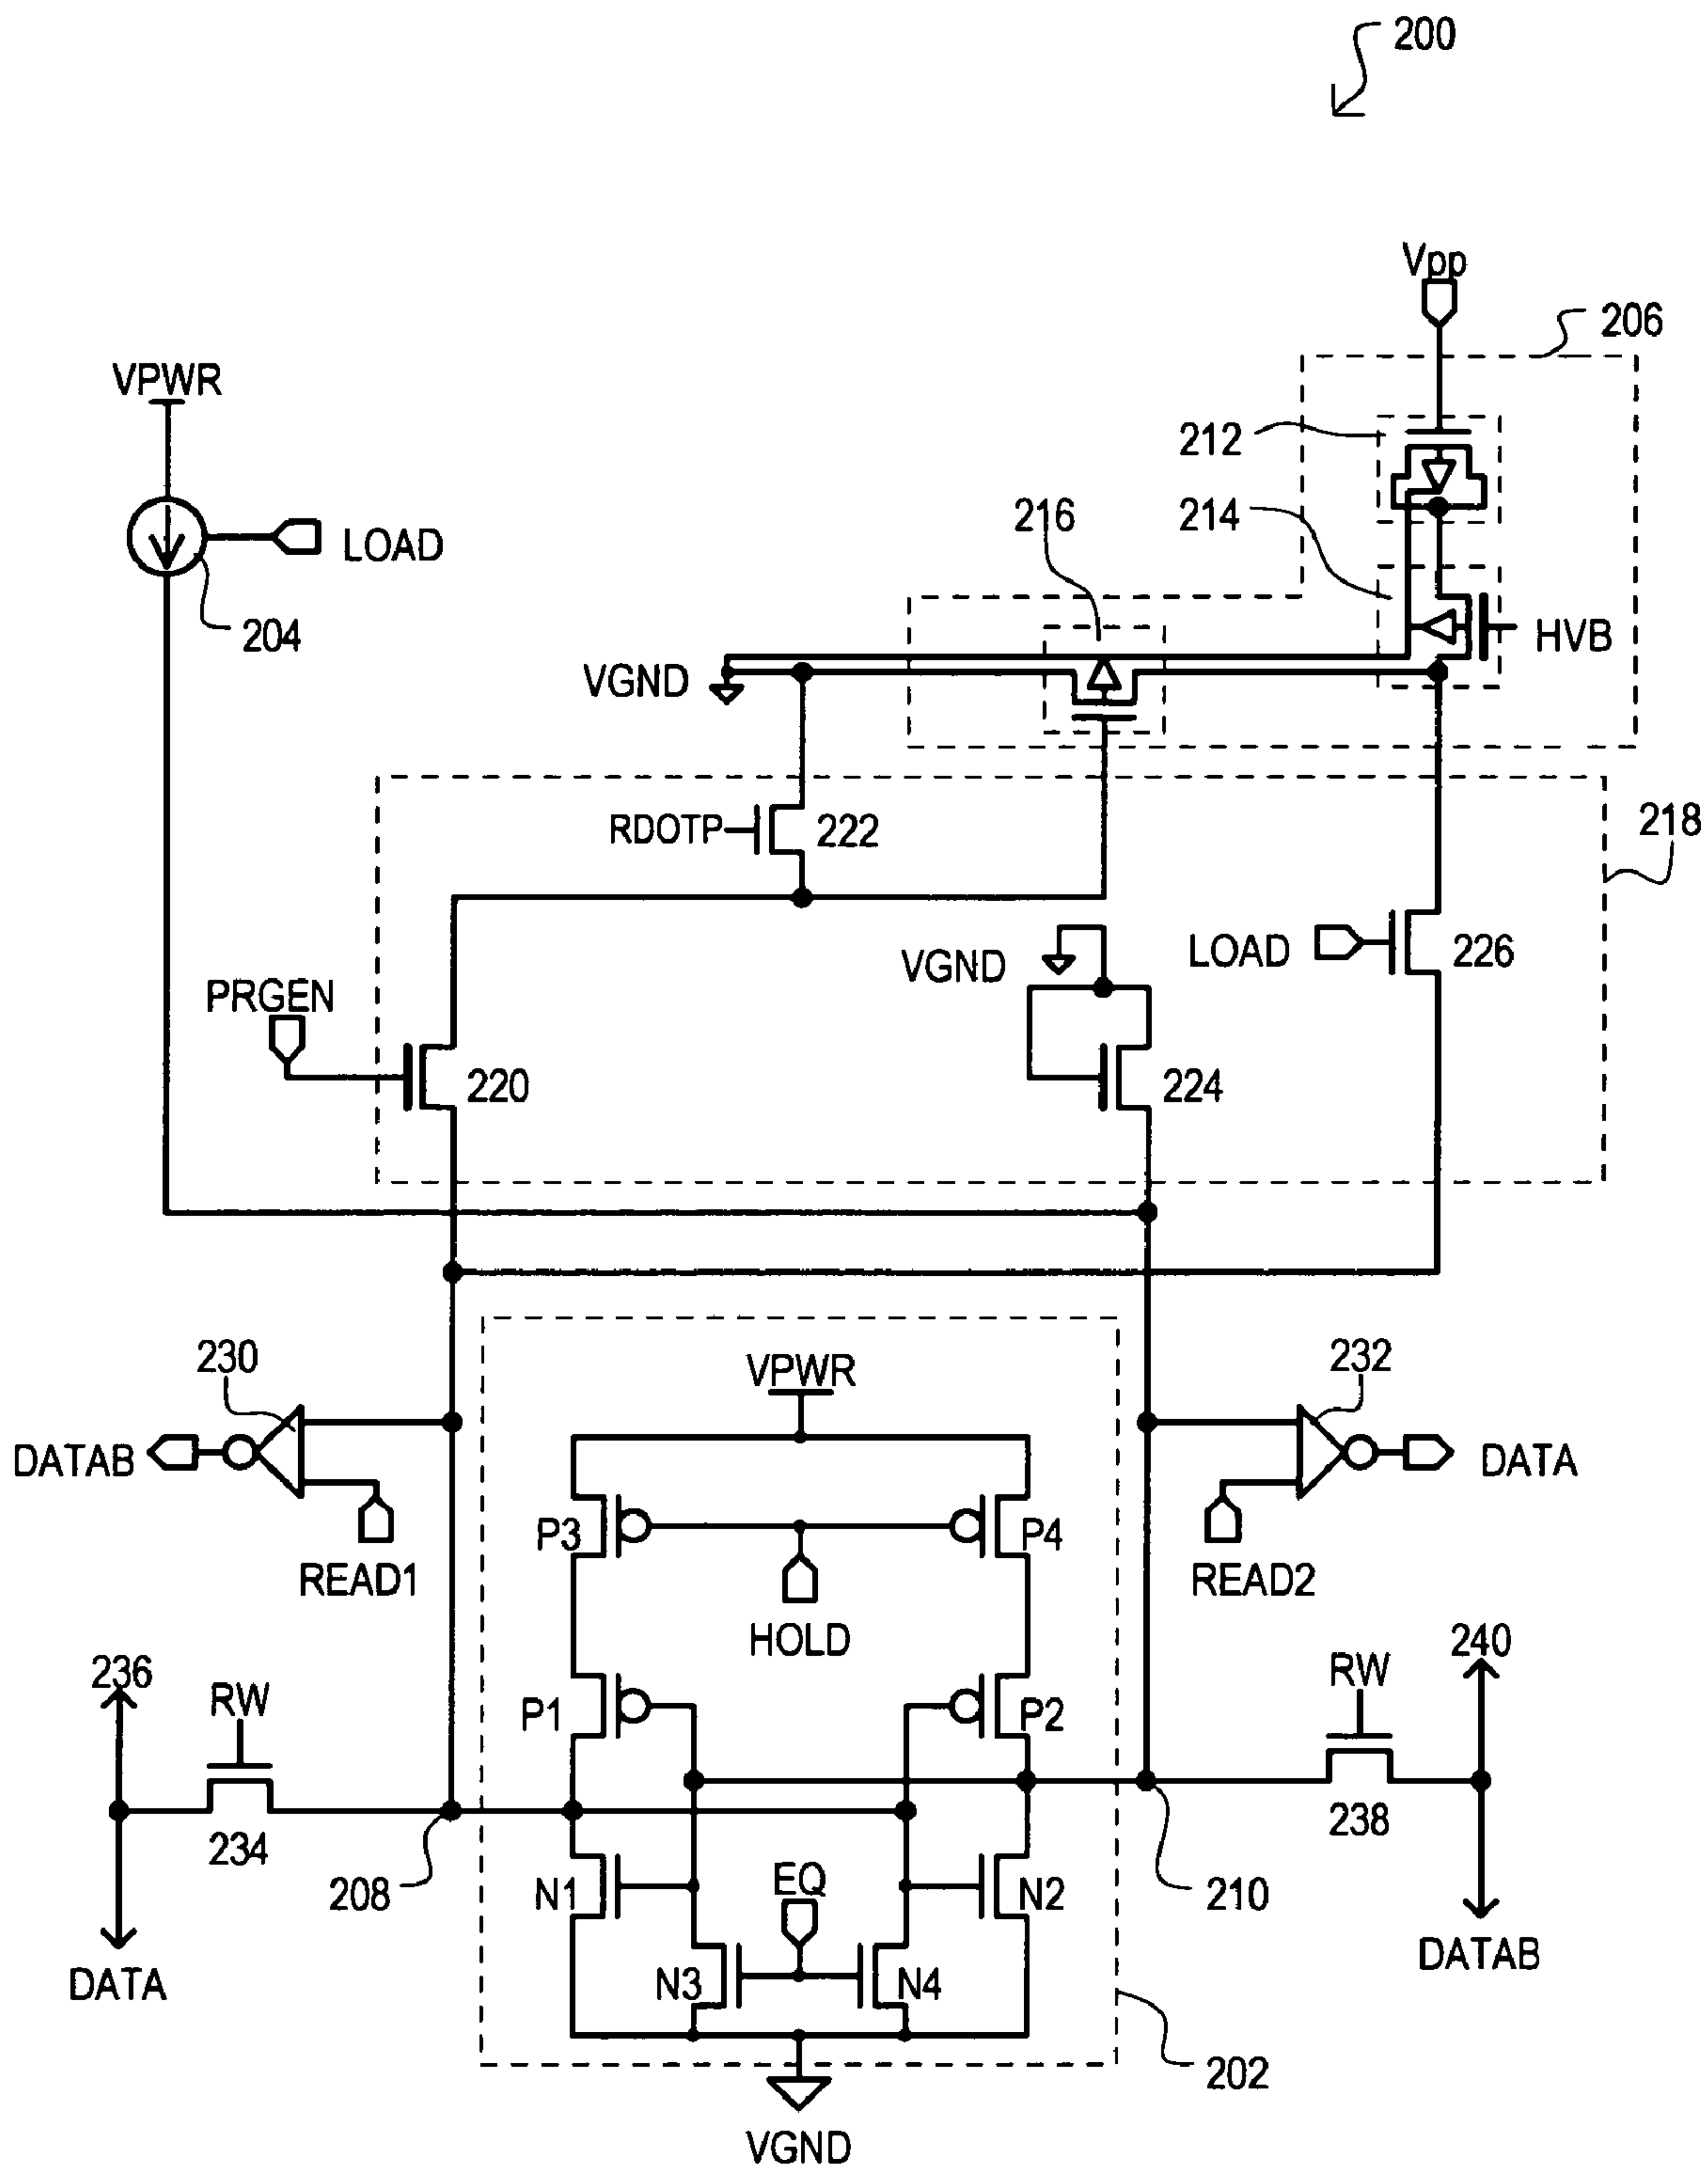 200
Vpp
206
VPWR
212
216
214
LOAD
204
HVB
VGND
218
RDOTP
222
LOAD
226
VGND
PRGEN
220
224
230
232
VPWR
DATAB
DATA
P3
P4
READ1
READ2
HOLD
236
240
RW
RW
P1
P2
234
238
208
N1
EQ
N2
210
DATA
N3
N4
DATAB
202
VGND